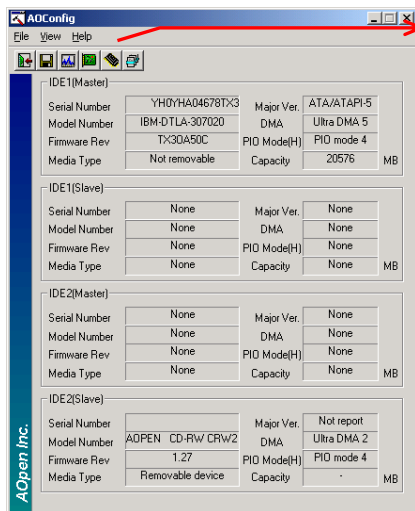 AOConfig
File View Help
IDE1(Master)
Serial Number YH0YHA04678TX3 Major Ver. ATA/ATAPI-5
Model Number IBM-DTLA-307020 DMA Ultra DMA 5
Firmware Rev TX3OA50C PIO Mode(H) PIO mode 4
Media Type Not removable Capacity 20576 MB
IDE1(Slave)
Serial Number None Major Ver. None
Model Number None DMA None
Firmware Rev None PIO Mode(H) None
Media Type None Capacity None MB
IDE2(Master)
Serial Number None Major Ver. None
Model Number None DMA None
Firmware Rev None PIO Mode(H) None
Media Type None Capacity None MB
IDE2(Slave)
Serial Number Major Ver. Not report
Model Number AOPEN CD-RW CRW2 DMA Ultra DMA 2
Firmware Rev 1.27 PIO Mode(H) PIO mode 4
Media Type Removable device Capacity - MB
AOpen Inc.